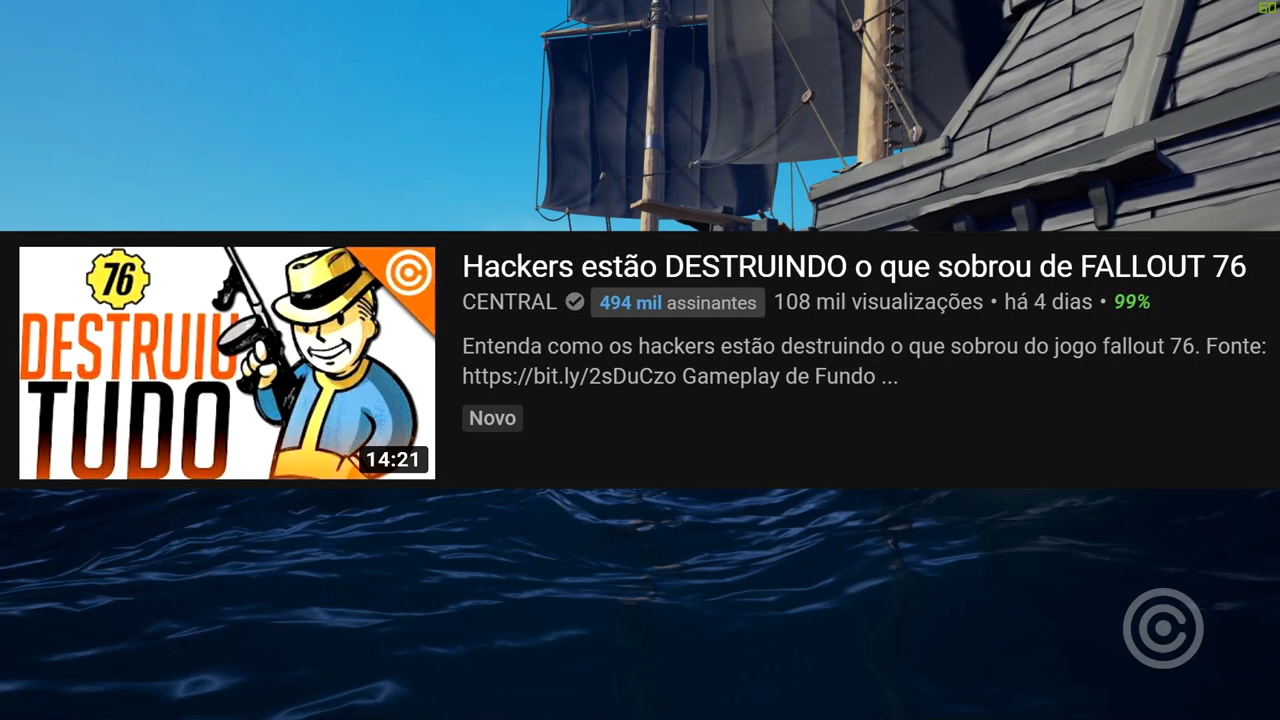 60
76
DESTRUIU
TUDO
14:21
Hackers estão DESTRUINDO o que sobrou de FALLOUT 76
CENTRAL 494 mil assinantes 108 mil visualizações • há 4 dias • 99%
Entenda como os hackers estão destruindo o que sobrou do jogo fallout 76. Fonte:
https://bit.ly/2sDuCzo Gameplay de Fundo ...
Novo